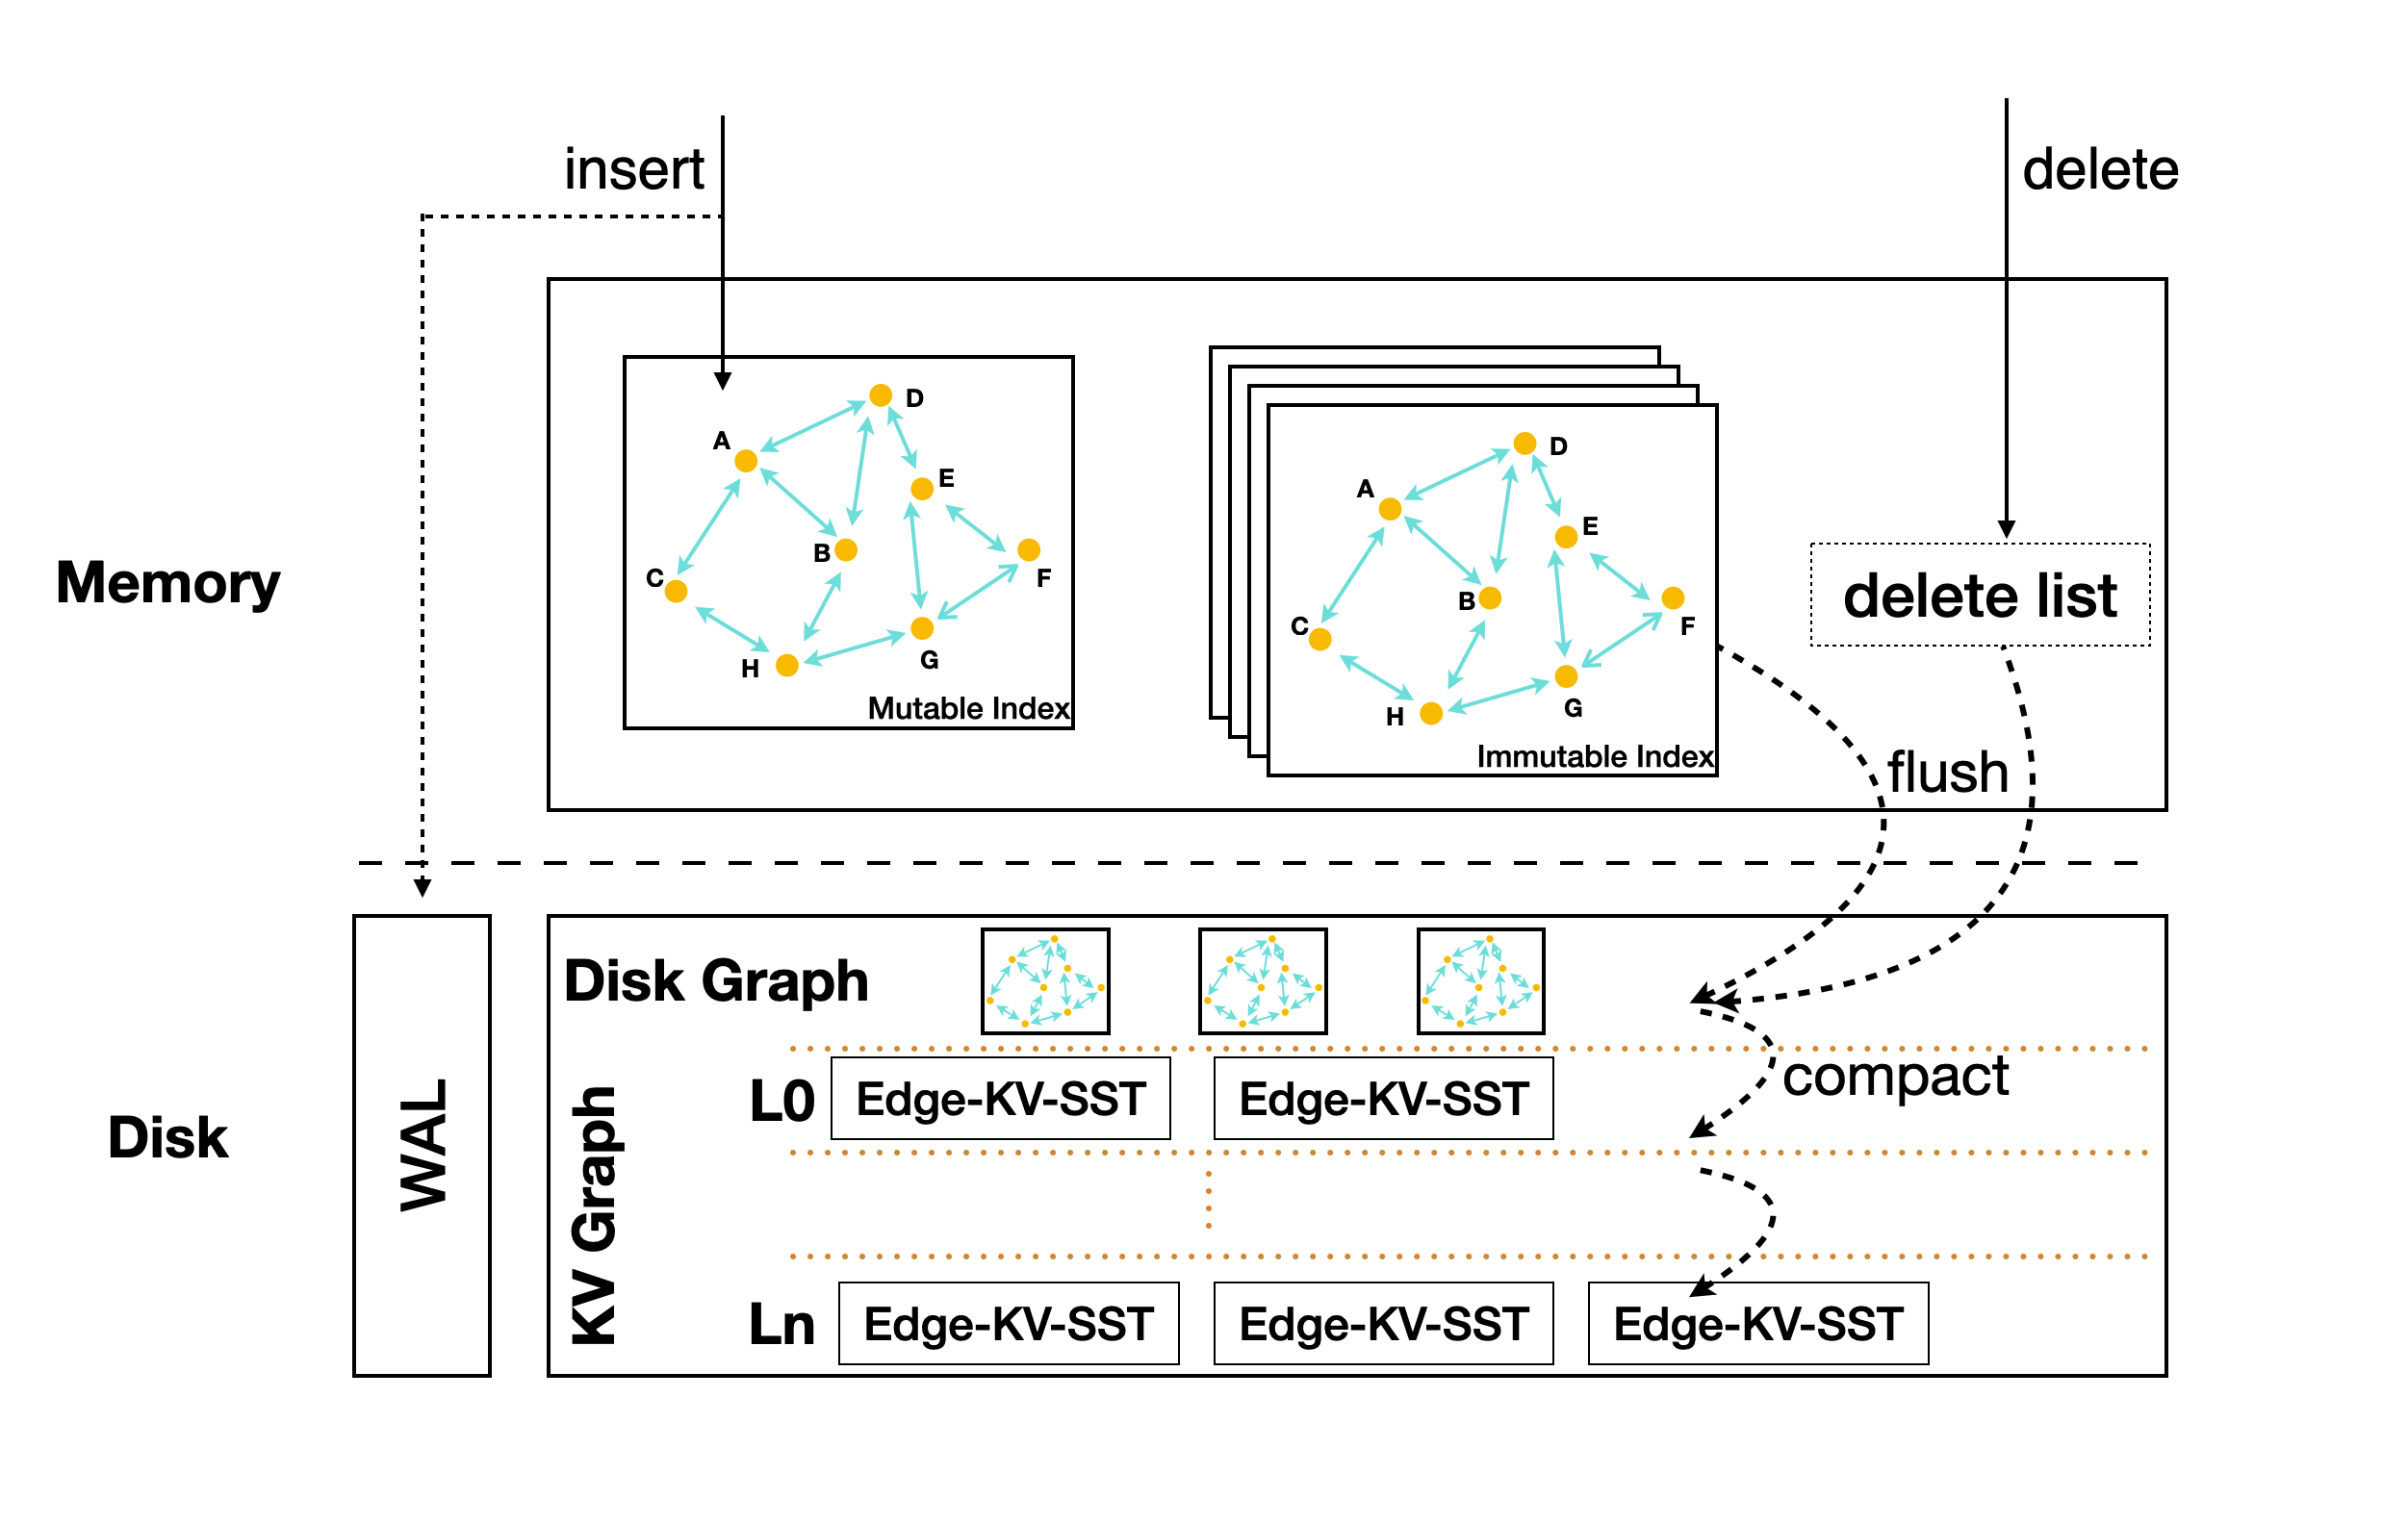 insert
delete
Memory
D
A
E
B
C
F
G
H
Mutable Index
D
A
E
B
C
F
G
H
Immutable Index
delete list
flush
Disk
WAL
Disk Graph
KV Graph
L0
Edge-KV-SST
Edge-KV-SST
compact
Ln
Edge-KV-SST
Edge-KV-SST
Edge-KV-SST